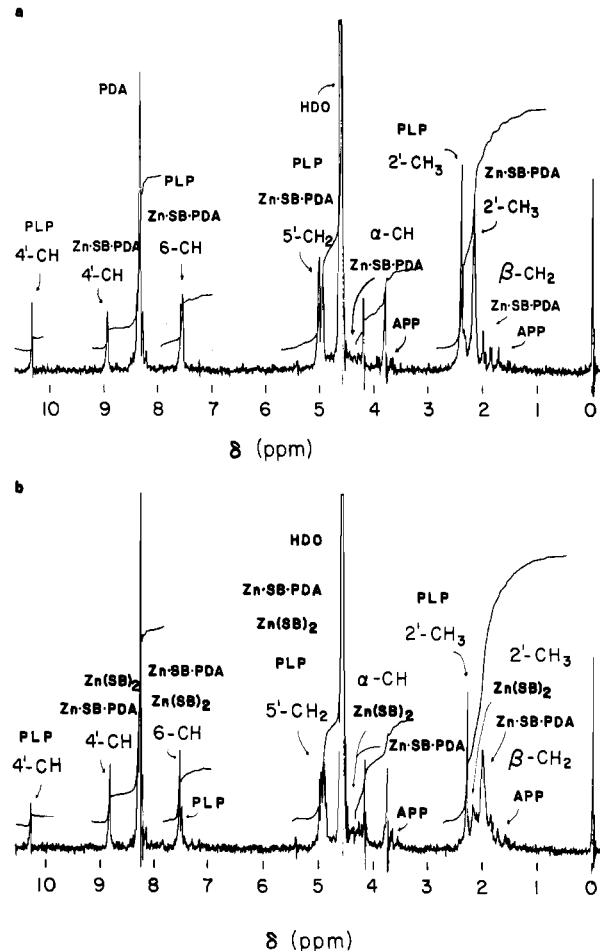 a
PDA
PLP
PLP
4'-CH
Zn·SB·PDA
4'-CH
Zn·SB·PDA
6-CH
HDO
PLP
Zn·SB·PDA
5'-CH₂
α-CH
Zn·SB·PDA
APP
PLP
2'-CH₃
Zn·SB·PDA
2'-CH₃
β-CH₂
Zn·SB·PDA
APP
10 9 8 7 6 5 4 3 2 1 0
δ (ppm)
b
HDO
Zn·SB·PDA
Zn(SB)₂
PLP
5'-CH₂
PLP
4'-CH
Zn(SB)₂
Zn·SB·PDA
4'-CH
Zn·SB·PDA
Zn(SB)₂
6-CH
PLP
α-CH
Zn(SB)₂
Zn·SB·PDA
APP
PLP
2'-CH₃
2'-CH₃
Zn(SB)₂
Zn·SB·PDA
β-CH₂
APP
10 9 8 7 6 5 4 3 2 1 0
δ (ppm)